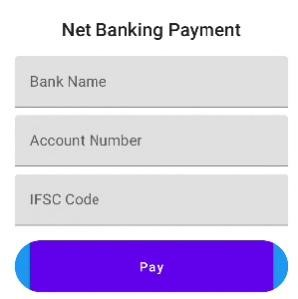 Net Banking Payment
Bank Name
Account Number
IFSC Code
Pay